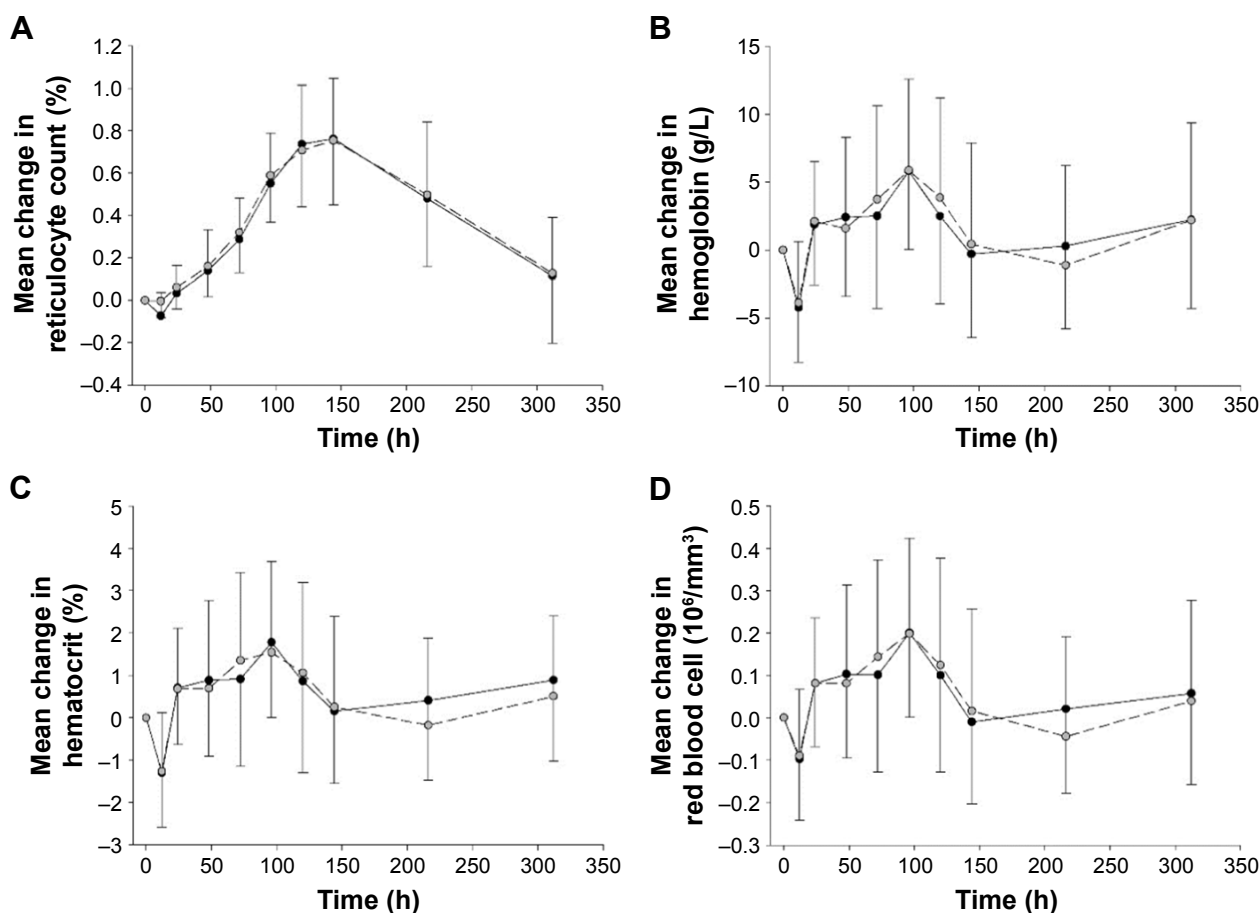 A
Mean change in
reticulocyte count (%)
1.2
1.0
0.8
0.6
0.4
0.2
0.0
–0.2
–0.4
0 50 100 150 200 250 300 350
Time (h)
B
Mean change in
hemoglobin (g/L)
15
10
5
0
–5
–10
0 50 100 150 200 250 300 350
Time (h)
C
Mean change in
hematocrit (%)
5
4
3
2
1
0
–1
–2
–3
0 50 100 150 200 250 300 350
Time (h)
D
Mean change in
red blood cell (10⁶/mm³)
0.5
0.4
0.3
0.2
0.1
0.0
–0.1
–0.2
–0.3
0 50 100 150 200 250 300 350
Time (h)